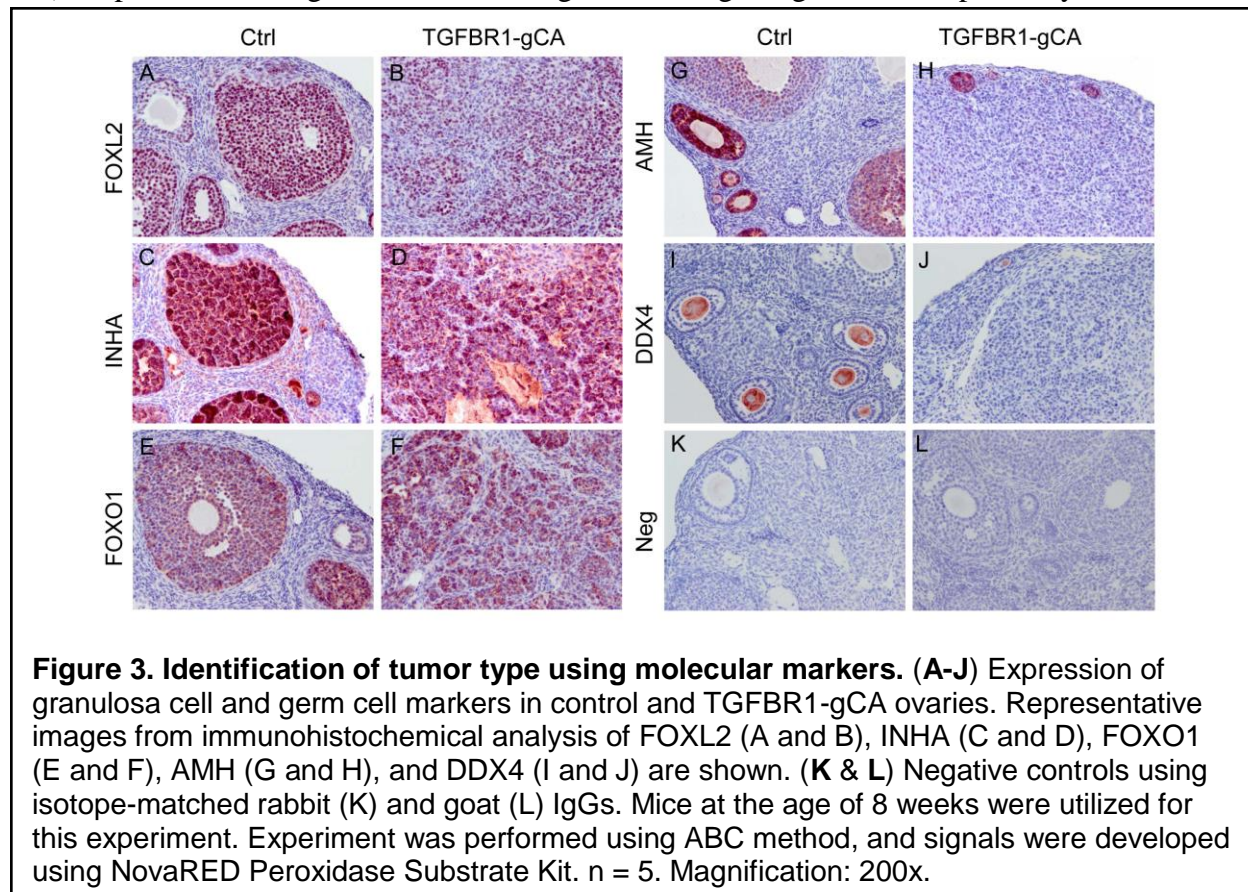 Ctrl TGFBR1-gCA Ctrl TGFBR1-gCA
A B G H
FOXL2 AMH
C D I J
INHA DDX4
E F K L
FOXO1 Neg
Figure 3. Identification of tumor type using molecular markers. (A-J) Expression of
granulosa cell and germ cell markers in control and TGFBR1-gCA ovaries. Representative
images from immunohistochemical analysis of FOXL2 (A and B), INHA (C and D), FOXO1
(E and F), AMH (G and H), and DDX4 (I and J) are shown. (K & L) Negative controls using
isotope-matched rabbit (K) and goat (L) IgGs. Mice at the age of 8 weeks were utilized for
this experiment. Experiment was performed using ABC method, and signals were developed
using NovaRED Peroxidase Substrate Kit. n = 5. Magnification: 200x.